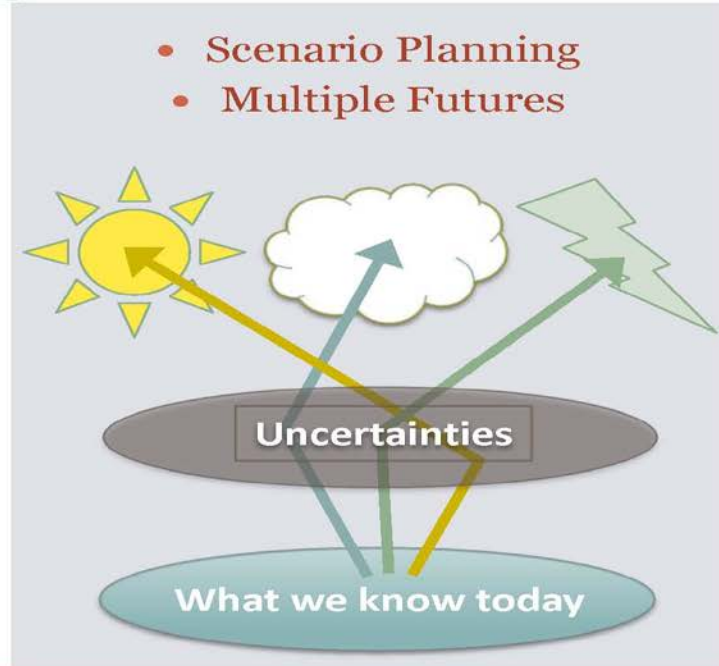 • Scenario Planning
• Multiple Futures
Uncertainties
What we know today